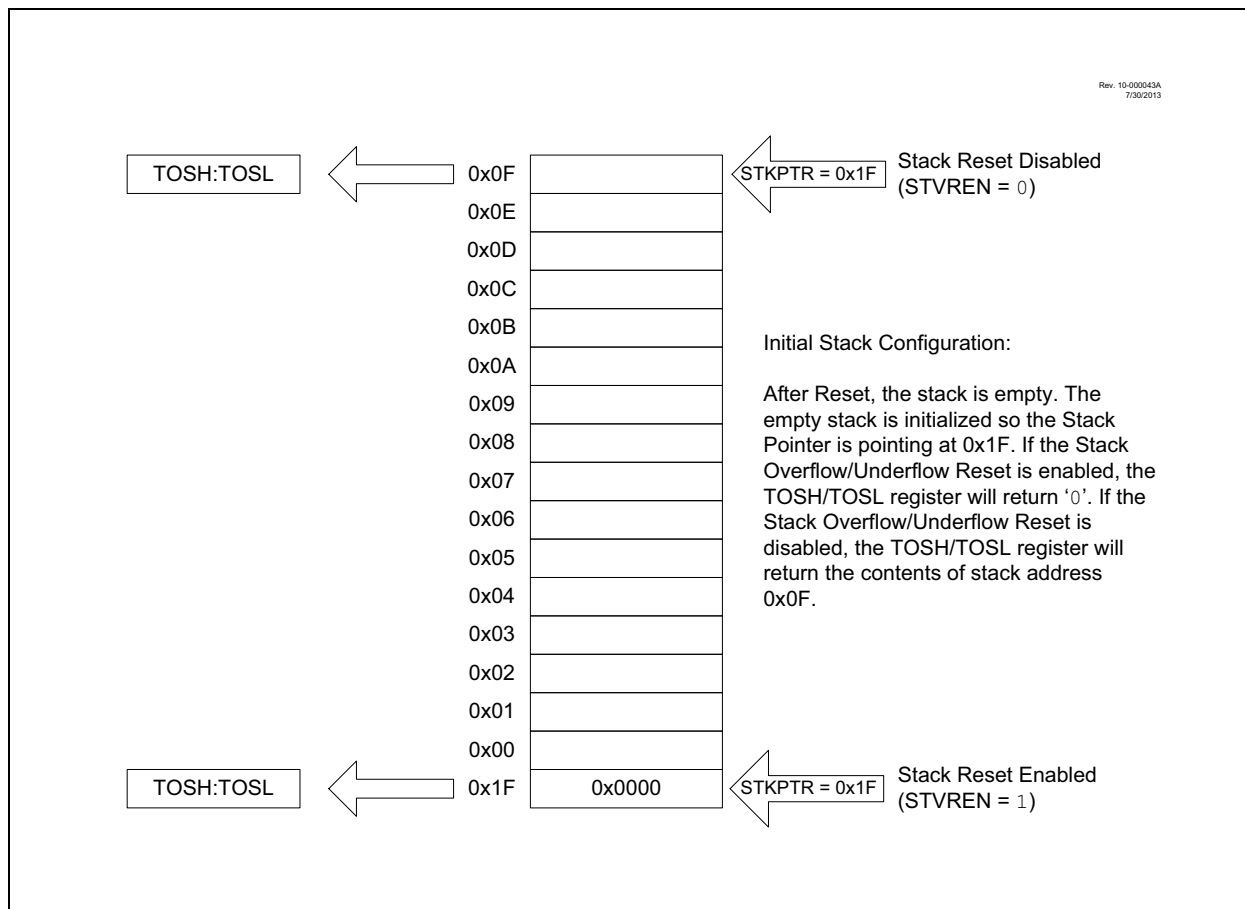 Rev. 10-000043A
7/30/2013
TOSH:TOSL
0x0F
STKPTR = 0x1F
Stack Reset Disabled
(STVREN = 0)
0x0E
0x0D
0x0C
0x0B
0x0A
0x09
0x08
0x07
0x06
0x05
0x04
0x03
0x02
0x01
0x00
Initial Stack Configuration:
After Reset, the stack is empty. The
empty stack is initialized so the Stack
Pointer is pointing at 0x1F. If the Stack
Overflow/Underflow Reset is enabled, the
TOSH/TOSL register will return ‘0’. If the
Stack Overflow/Underflow Reset is
disabled, the TOSH/TOSL register will
return the contents of stack address
0x0F.
TOSH:TOSL
0x1F
0x0000
STKPTR = 0x1F
Stack Reset Enabled
(STVREN = 1)